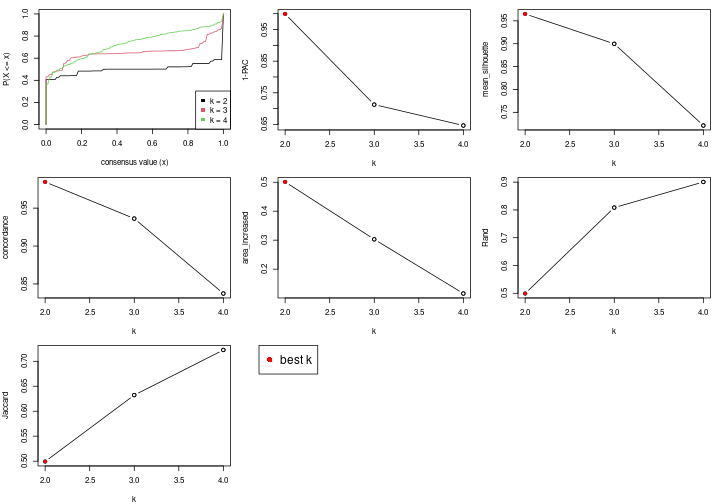 P(X <= x)
0.0 0.2 0.4 0.6 0.8 1.0
k = 2
k = 3
k = 4
0.0 0.2 0.4 0.6 0.8 1.0
consensus value (x)
1-PAC
0.65 0.75 0.85 0.95
2.0 2.5 3.0 3.5 4.0
k
mean_silhouette
0.75 0.80 0.85 0.90 0.95
2.0 2.5 3.0 3.5 4.0
k
concordance
0.85 0.90 0.95
2.0 2.5 3.0 3.5 4.0
k
area_increased
0.2 0.3 0.4 0.5
2.0 2.5 3.0 3.5 4.0
k
Rand
0.5 0.6 0.7 0.8 0.9
2.0 2.5 3.0 3.5 4.0
k
Jaccard
0.50 0.55 0.60 0.65 0.70
2.0 2.5 3.0 3.5 4.0
k
best k